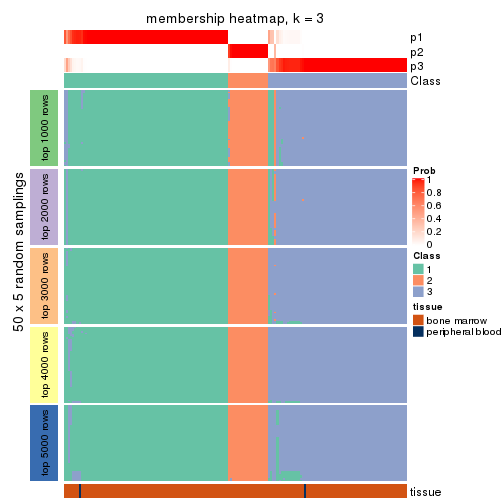 membership heatmap, k = 3
p1
p2
p3
Class
50 x 5 random samplings
top 1000 rows
top 2000 rows
top 3000 rows
top 4000 rows
top 5000 rows
Prob
1
0.8
0.6
0.4
0.2
0
Class
1
2
3
tissue
bone marrow
peripheral blood
tissue